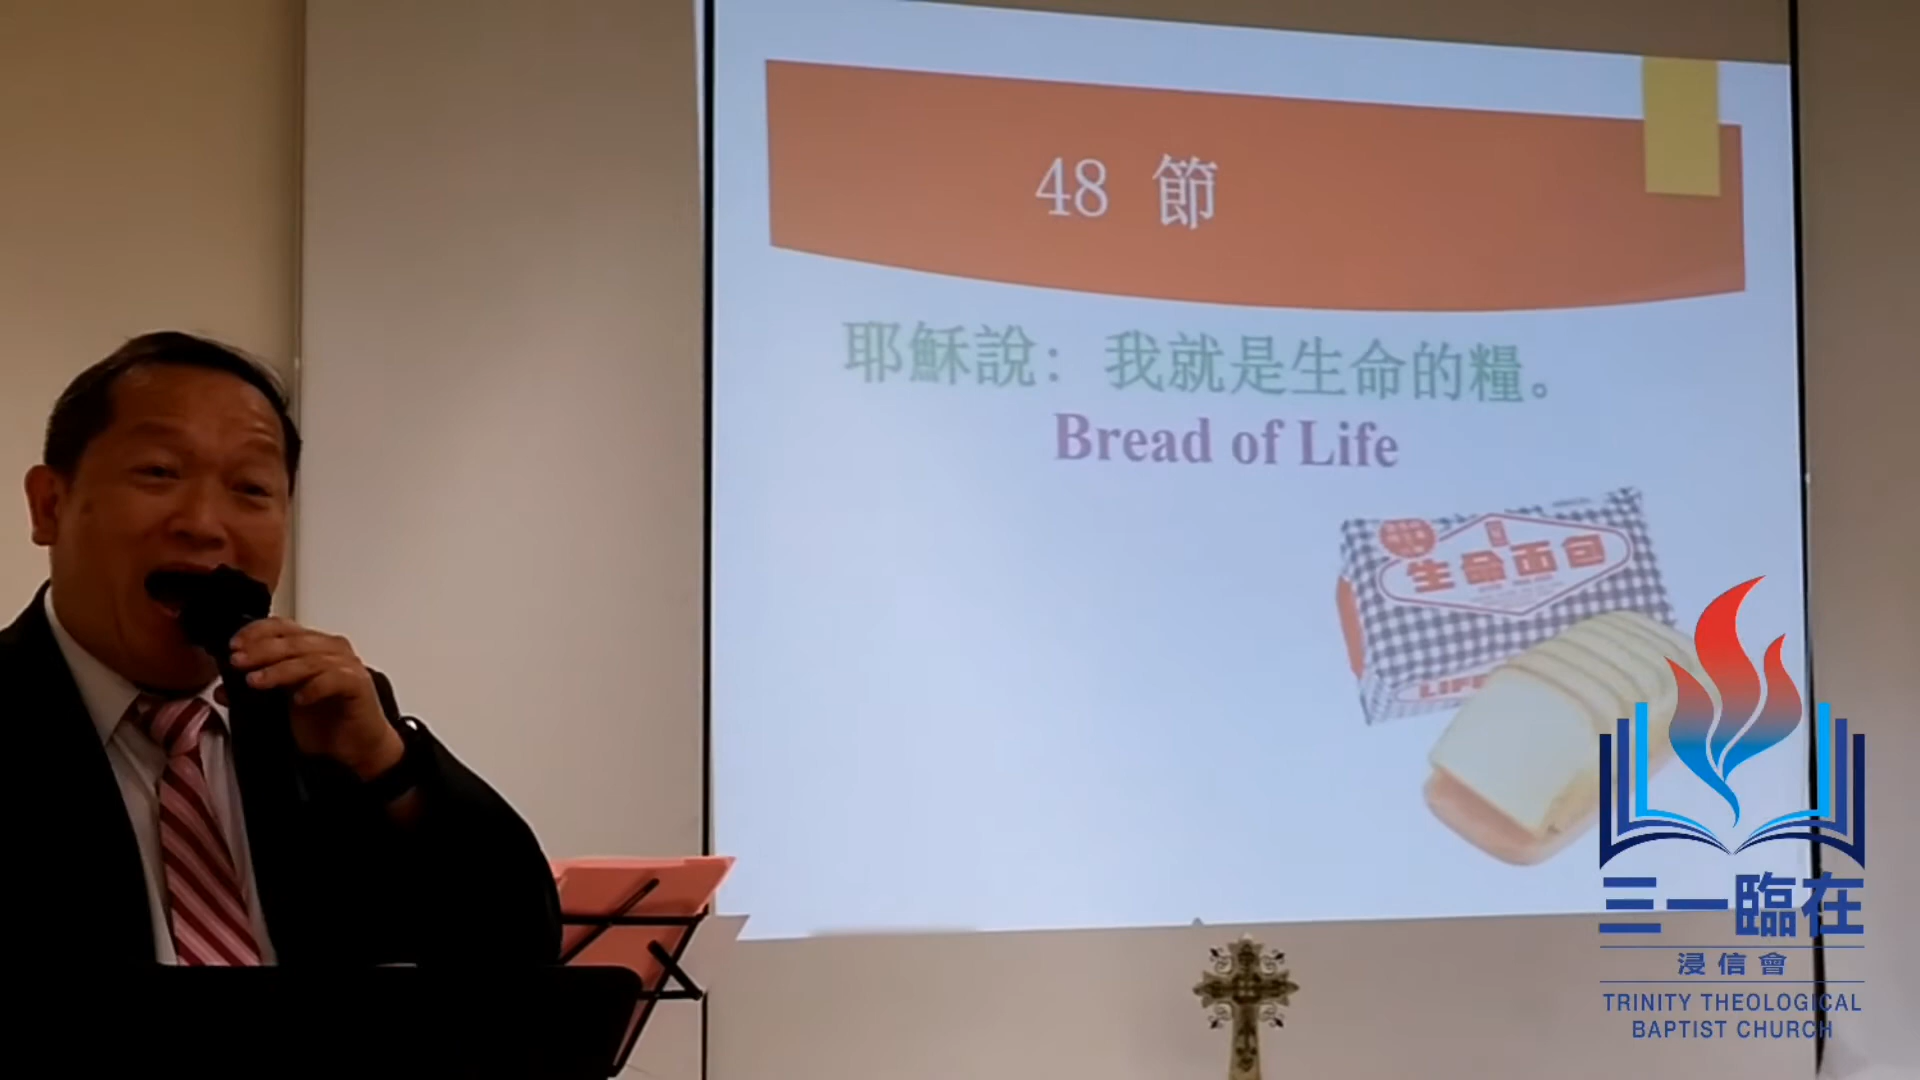 48 節
耶穌說：我就是生命的糧。
Bread of Life
生命面包
LIFE
三一臨在
浸信會
TRINITY THEOLOGICAL
BAPTIST CHURCH